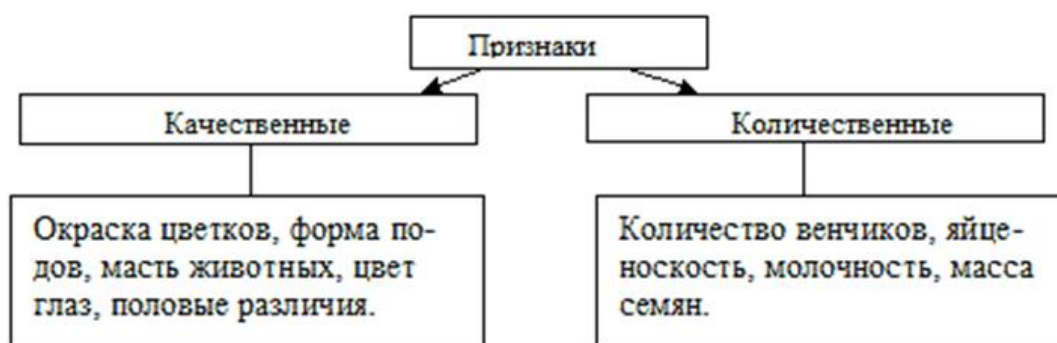 Признаки
Качественные
Количественные
Окраска цветков, форма по-
дов, масть животных, цвет
глаз, половые различия.
Количество венчиков, яйце-
носкость, молочность, масса
семян.